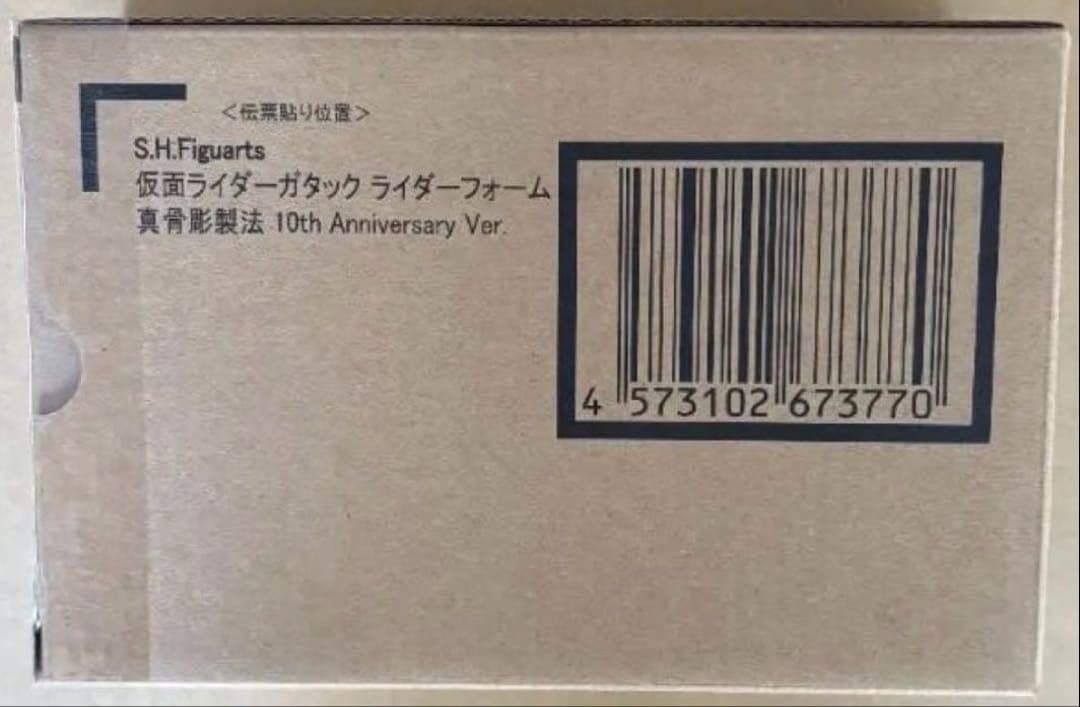 ＜伝票貼り位置＞
S.H.Figuarts
仮面ライダーガタック ライダーフォーム
真骨彫製法 10th Anniversary Ver.
4 573102 673770